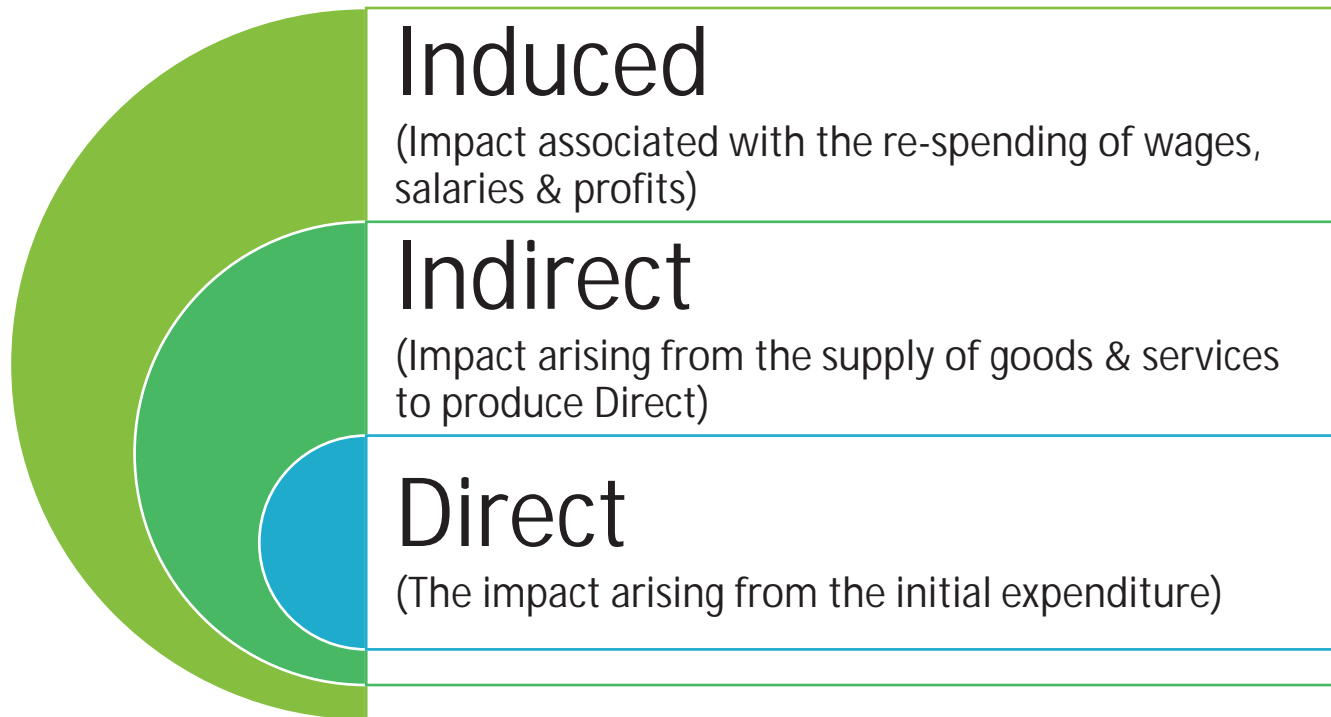 Induced
(Impact associated with the re-spending of wages,
salaries & profits)
Indirect
(Impact arising from the supply of goods & services
to produce Direct)
Direct
(The impact arising from the initial expenditure)